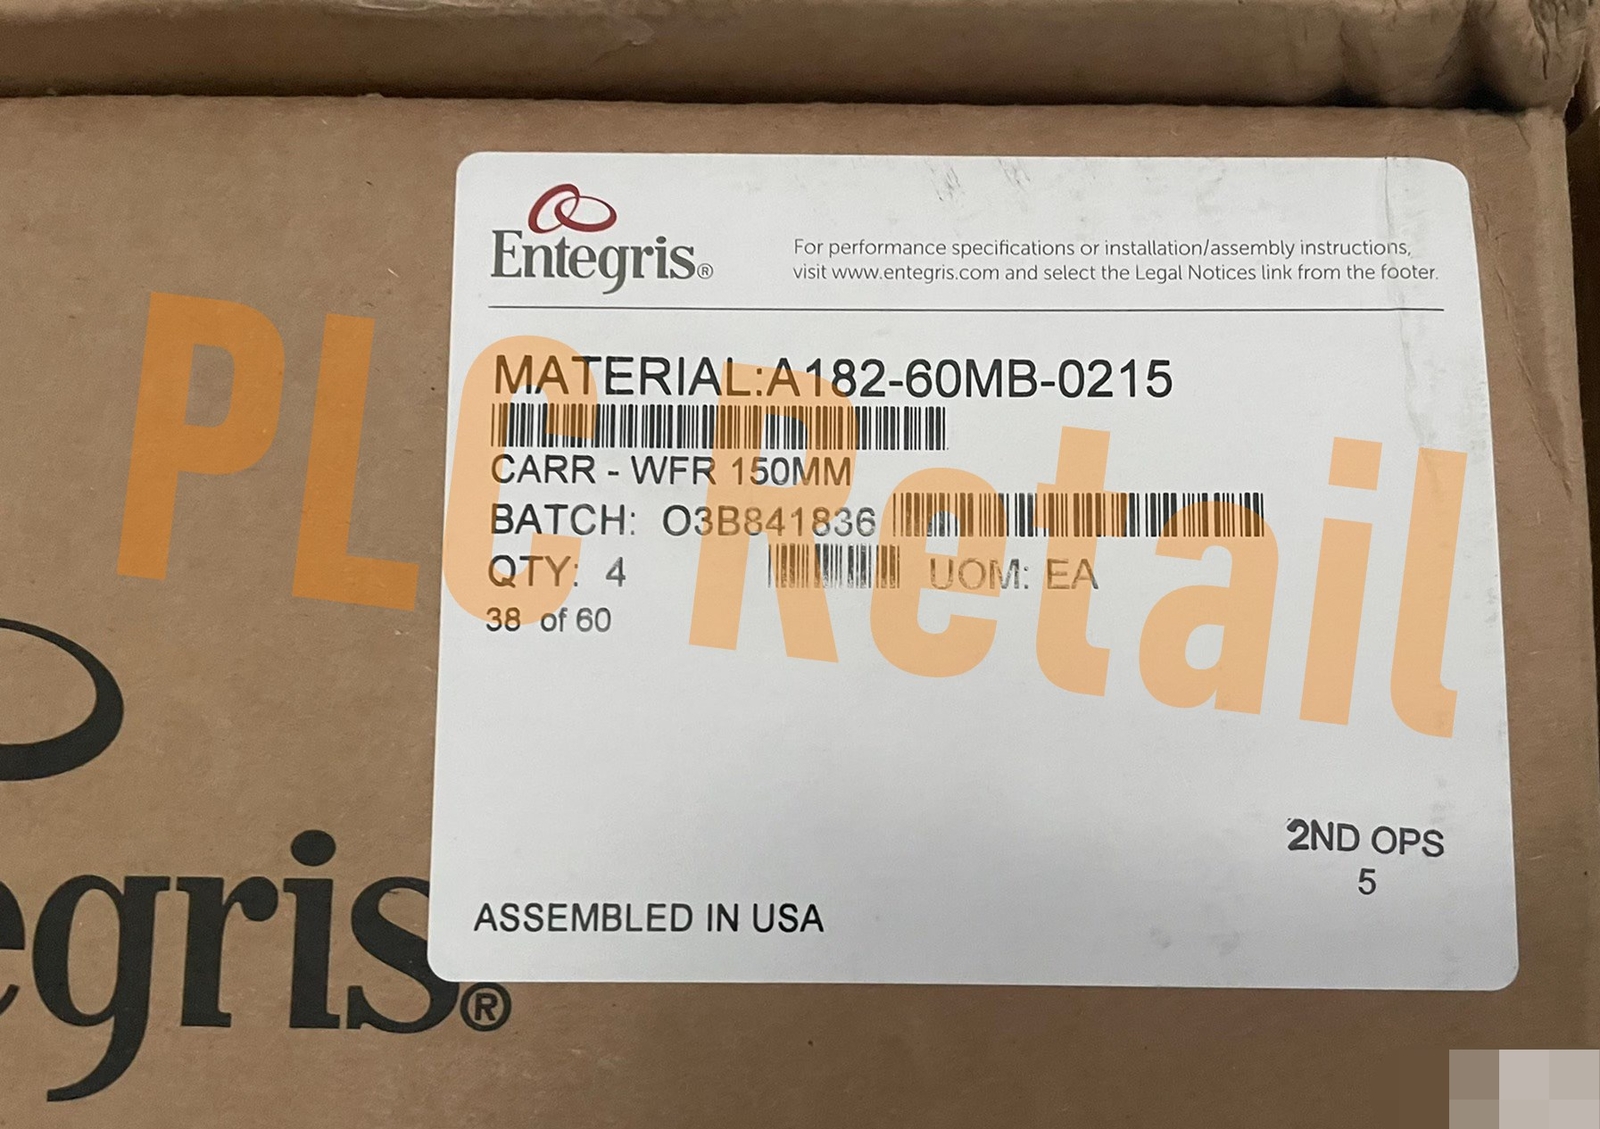 Entegris®
For performance specifications or installation/assembly instructions,
visit www.entegris.com and select the Legal Notices link from the footer.
MATERIAL:A182-60MB-0215
CARR - WFR 150MM
BATCH: O3B841836
QTY: 4 UOM: EA
38 of 60
PLC Retail
2ND OPS
5
ASSEMBLED IN USA
egris®